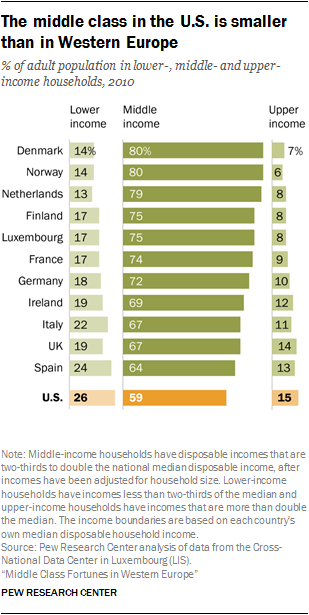 The middle class in the U.S. is smaller
than in Western Europe
% of adult population in lower-, middle- and upper-
income households, 2010
Lower income Middle income Upper income
Denmark 14% 80% 7%
Norway 14 80 6
Netherlands 13 79 8
Finland 17 75 8
Luxembourg 17 75 8
France 17 74 9
Germany 18 72 10
Ireland 19 69 12
Italy 22 67 11
UK 19 67 14
Spain 24 64 13
U.S. 26 59 15
Note: Middle-income households have disposable incomes that are
two-thirds to double the national median disposable income, after
incomes have been adjusted for household size. Lower-income
households have incomes less than two-thirds of the median and
upper-income households have incomes that are more than double
the median. The income boundaries are based on each country's
own median disposable household income.
Source: Pew Research Center analysis of data from the Cross-
National Data Center in Luxembourg (LIS).
"Middle Class Fortunes in Western Europe"
PEW RESEARCH CENTER